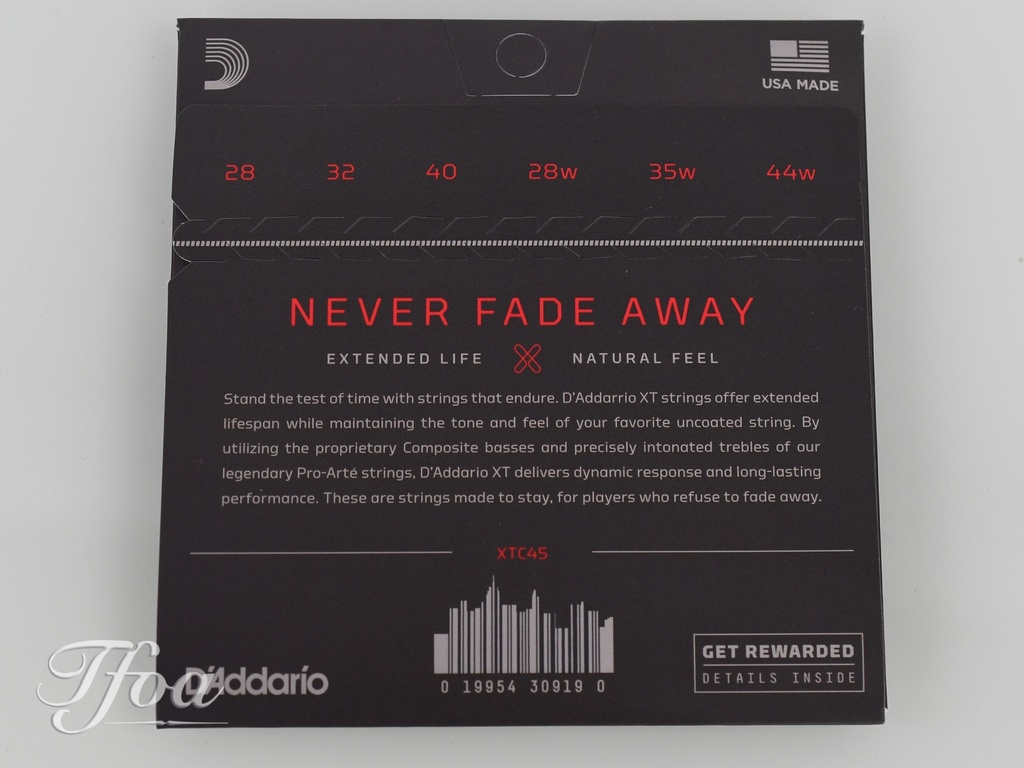 USA MADE
28 32 40 28w 35w 44w
NEVER FADE AWAY
EXTENDED LIFE NATURAL FEEL
Stand the test of time with strings that endure. D'Addarrio XT strings offer extended
lifespan while maintaining the tone and feel of your favorite uncoated string. By
utilizing the proprietary Composite basses and precisely intonated trebles of our
legendary Pro-Arté strings, D'Addario XT delivers dynamic response and long-lasting
performance. These are strings made to stay, for players who refuse to fade away.
XTC45
GET REWARDED
DETAILS INSIDE
D'Addario
0 19954 30919 0
Tfoa